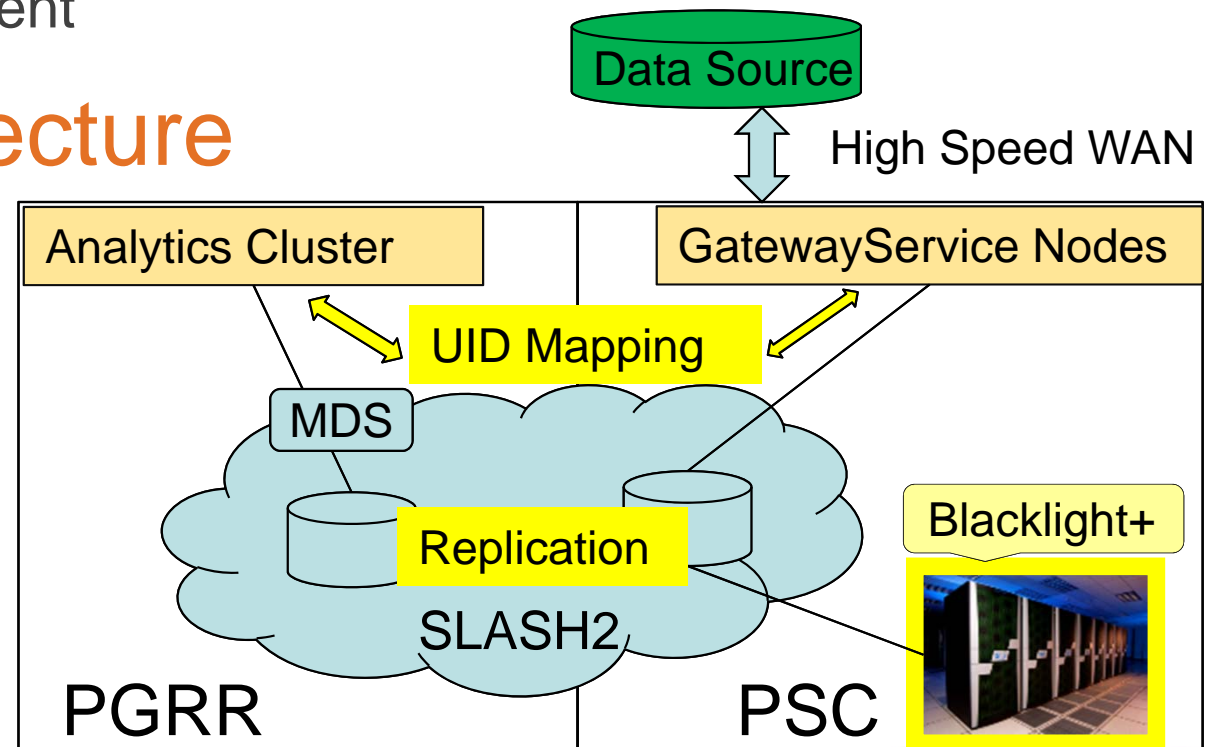 ent
ecture
Data Source
High Speed WAN
Analytics Cluster
GatewayService Nodes
UID Mapping
MDS
Replication
Blacklight+
SLASH2
PGRR
PSC